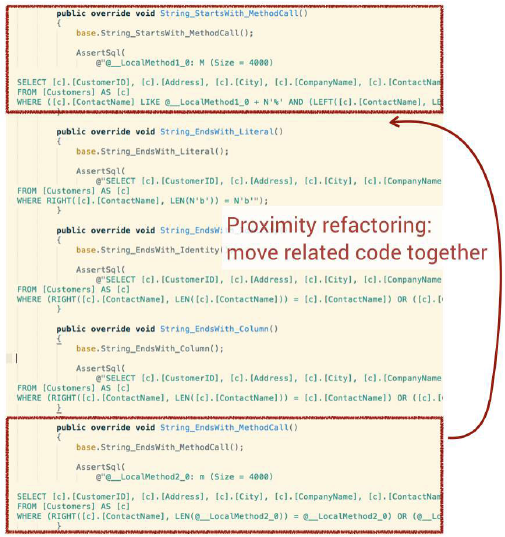 public override void String_StartsWith_MethodCall()
{
base.String_StartsWith_MethodCall();
AssertSql(
@"@__LocalMethod1_0: M (Size = 4000)
SELECT [c].[CustomerID], [c].[Address], [c].[City], [c].[CompanyName], [c].[ContactNam
FROM [Customers] AS [c]
WHERE ([c].[ContactName] LIKE @__LocalMethod1_0 + N'%' AND (LEFT([c].[ContactName], LE
public override void String_EndsWith_Literal()
{
base.String_EndsWith_Literal();
AssertSql(
@"SELECT [c].[CustomerID], [c].[Address], [c].[City], [c].[CompanyName
FROM [Customers] AS [c]
WHERE RIGHT([c].[ContactName], LEN(N'b')) = N'b'");
}
public override void String_EndsWi
{
base.String_EndsWith_Identity(
AssertSql(
@"SELECT [c].[CustomerID], [c].[Address], [c].[City], [c].[CompanyName
FROM [Customers] AS [c]
WHERE (RIGHT([c].[ContactName], LEN([c].[ContactName])) = [c].[ContactName]) OR ([c].[
}
Proximity refactoring:
move related code together
public override void String_EndsWith_Column()
{
base.String_EndsWith_Column();
AssertSql(
@"SELECT [c].[CustomerID], [c].[Address], [c].[City], [c].[CompanyName
FROM [Customers] AS [c]
WHERE (RIGHT([c].[ContactName], LEN([c].[ContactName])) = [c].[ContactName]) OR ([c].[
}
public override void String_EndsWith_MethodCall()
{
base.String_EndsWith_MethodCall();
AssertSql(
@"@__LocalMethod2_0: m (Size = 4000)
SELECT [c].[CustomerID], [c].[Address], [c].[City], [c].[CompanyName], [c].[ContactNam
FROM [Customers] AS [c]
WHERE (RIGHT([c].[ContactName], LEN(@__LocalMethod2_0)) = @__LocalMethod2_0) OR (@__Lo
}